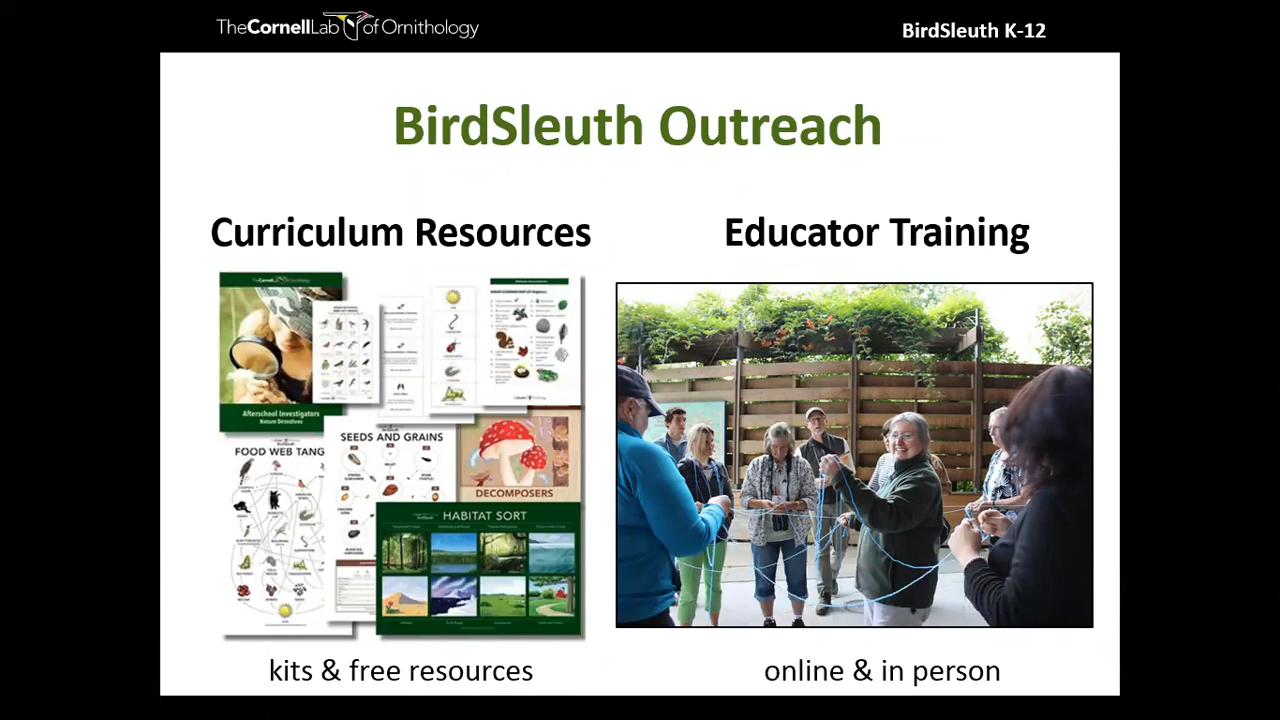 TheCornellLab of Ornithology
BirdSleuth K-12
BirdSleuth Outreach
Curriculum Resources
Educator Training
Afterschool Investigators
Nature Detectives
FOOD WEB TANG
SEEDS AND GRAINS
DECOMPOSERS
HABITAT SORT
kits & free resources
online & in person